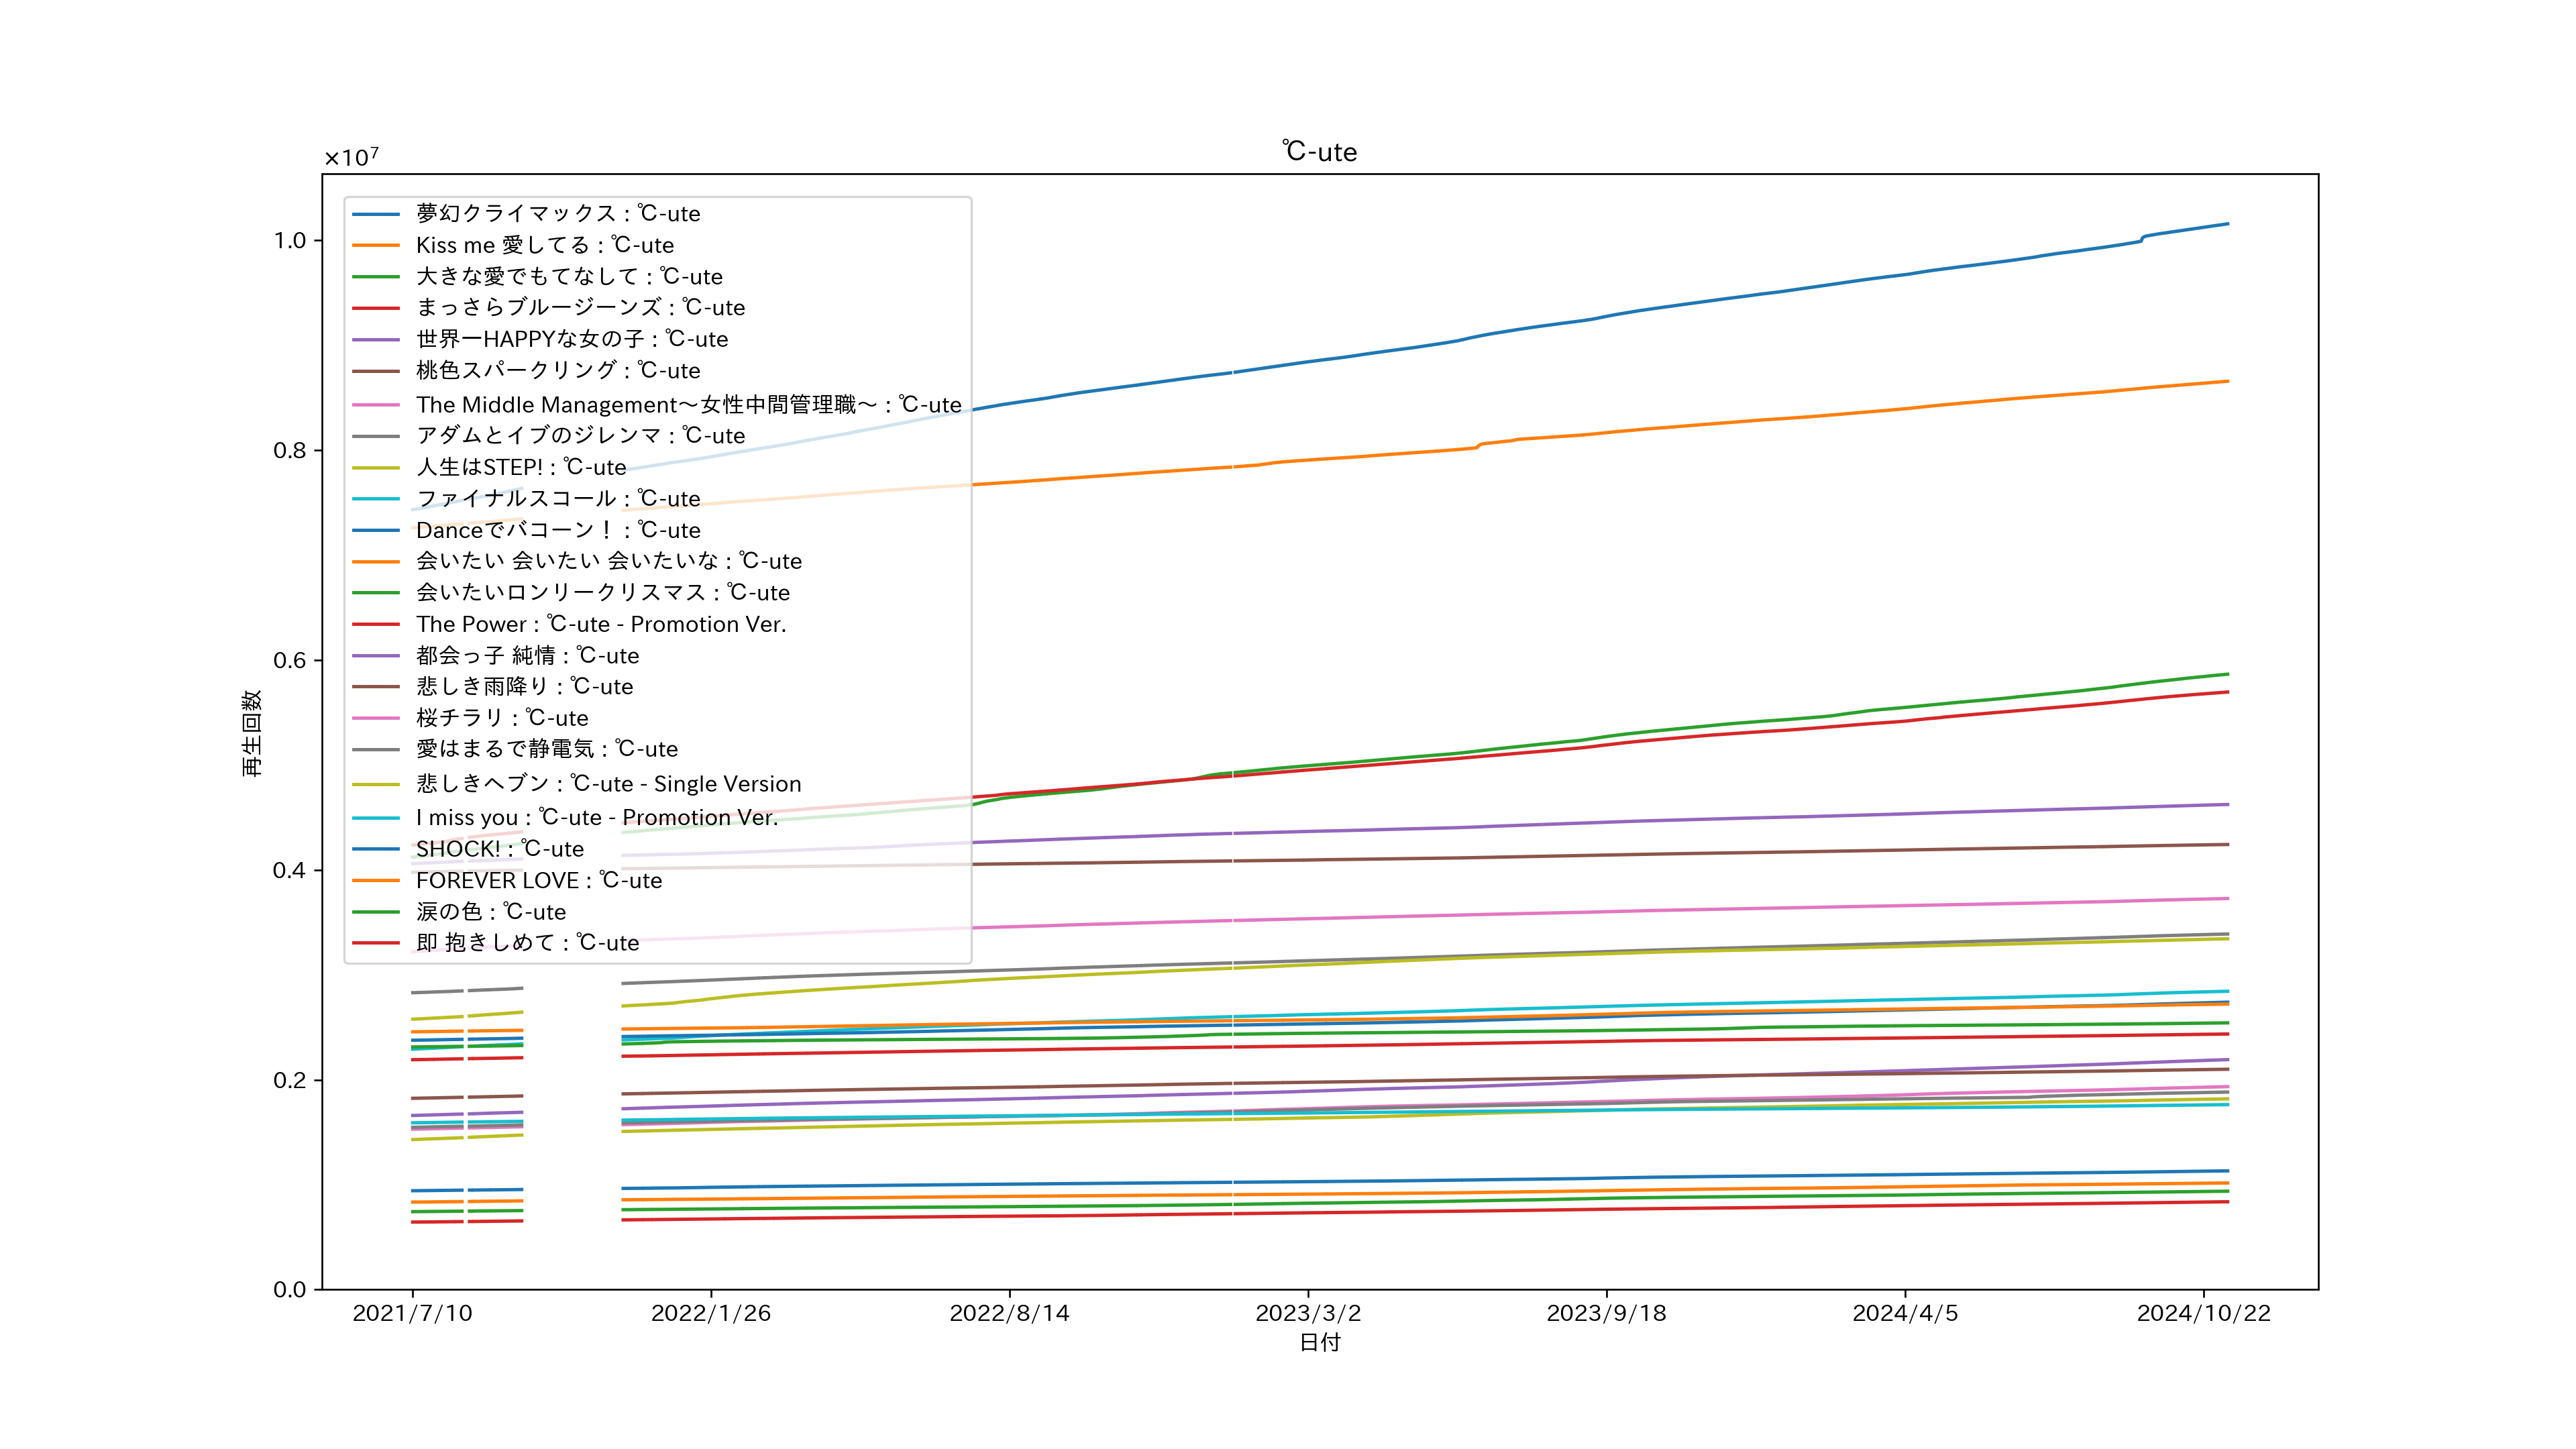 ℃-ute
×10⁷
1.0
0.8
0.6
0.4
0.2
0.0
再生回数
夢幻クライマックス : ℃-ute
Kiss me 愛してる : ℃-ute
大きな愛でもてなして : ℃-ute
まっさらブルージーンズ : ℃-ute
世界一HAPPYな女の子 : ℃-ute
桃色スパークリング : ℃-ute
The Middle Management～女性中間管理職～ : ℃-ute
アダムとイブのジレンマ : ℃-ute
人生はSTEP! : ℃-ute
ファイナルスコール : ℃-ute
Danceでバコーン！ : ℃-ute
会いたい 会いたい 会いたいな : ℃-ute
会いたいロンリークリスマス : ℃-ute
The Power : ℃-ute - Promotion Ver.
都会っ子 純情 : ℃-ute
悲しき雨降り : ℃-ute
桜チラリ : ℃-ute
愛はまるで静電気 : ℃-ute
悲しきヘブン : ℃-ute - Single Version
I miss you : ℃-ute - Promotion Ver.
SHOCK! : ℃-ute
FOREVER LOVE : ℃-ute
涙の色 : ℃-ute
即 抱きしめて : ℃-ute
2021/7/10
2022/1/26
2022/8/14
2023/3/2
2023/9/18
2024/4/5
2024/10/22
日付